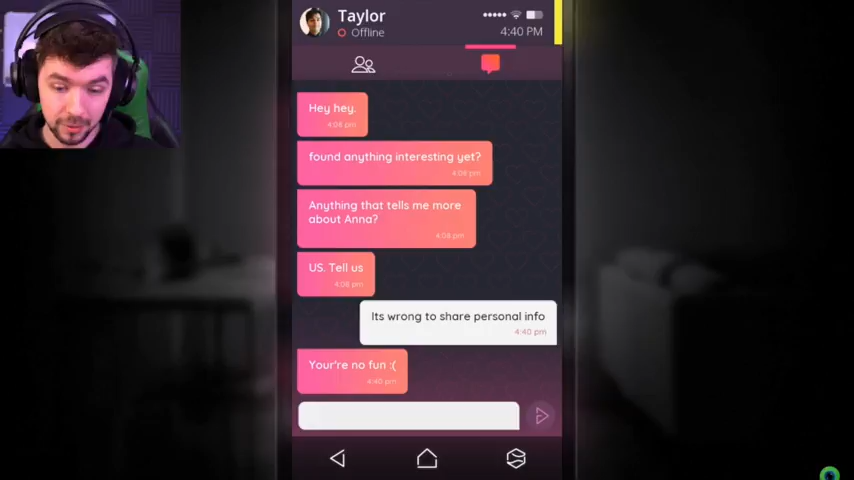 Taylor
Offline
4:40 PM
Hey hey.
4:08 pm
found anything interesting yet?
4:08 pm
Anything that tells me more
about Anna?
4:08 pm
US. Tell us
4:08 pm
Its wrong to share personal info
4:40 pm
Your're no fun :(
4:40 pm